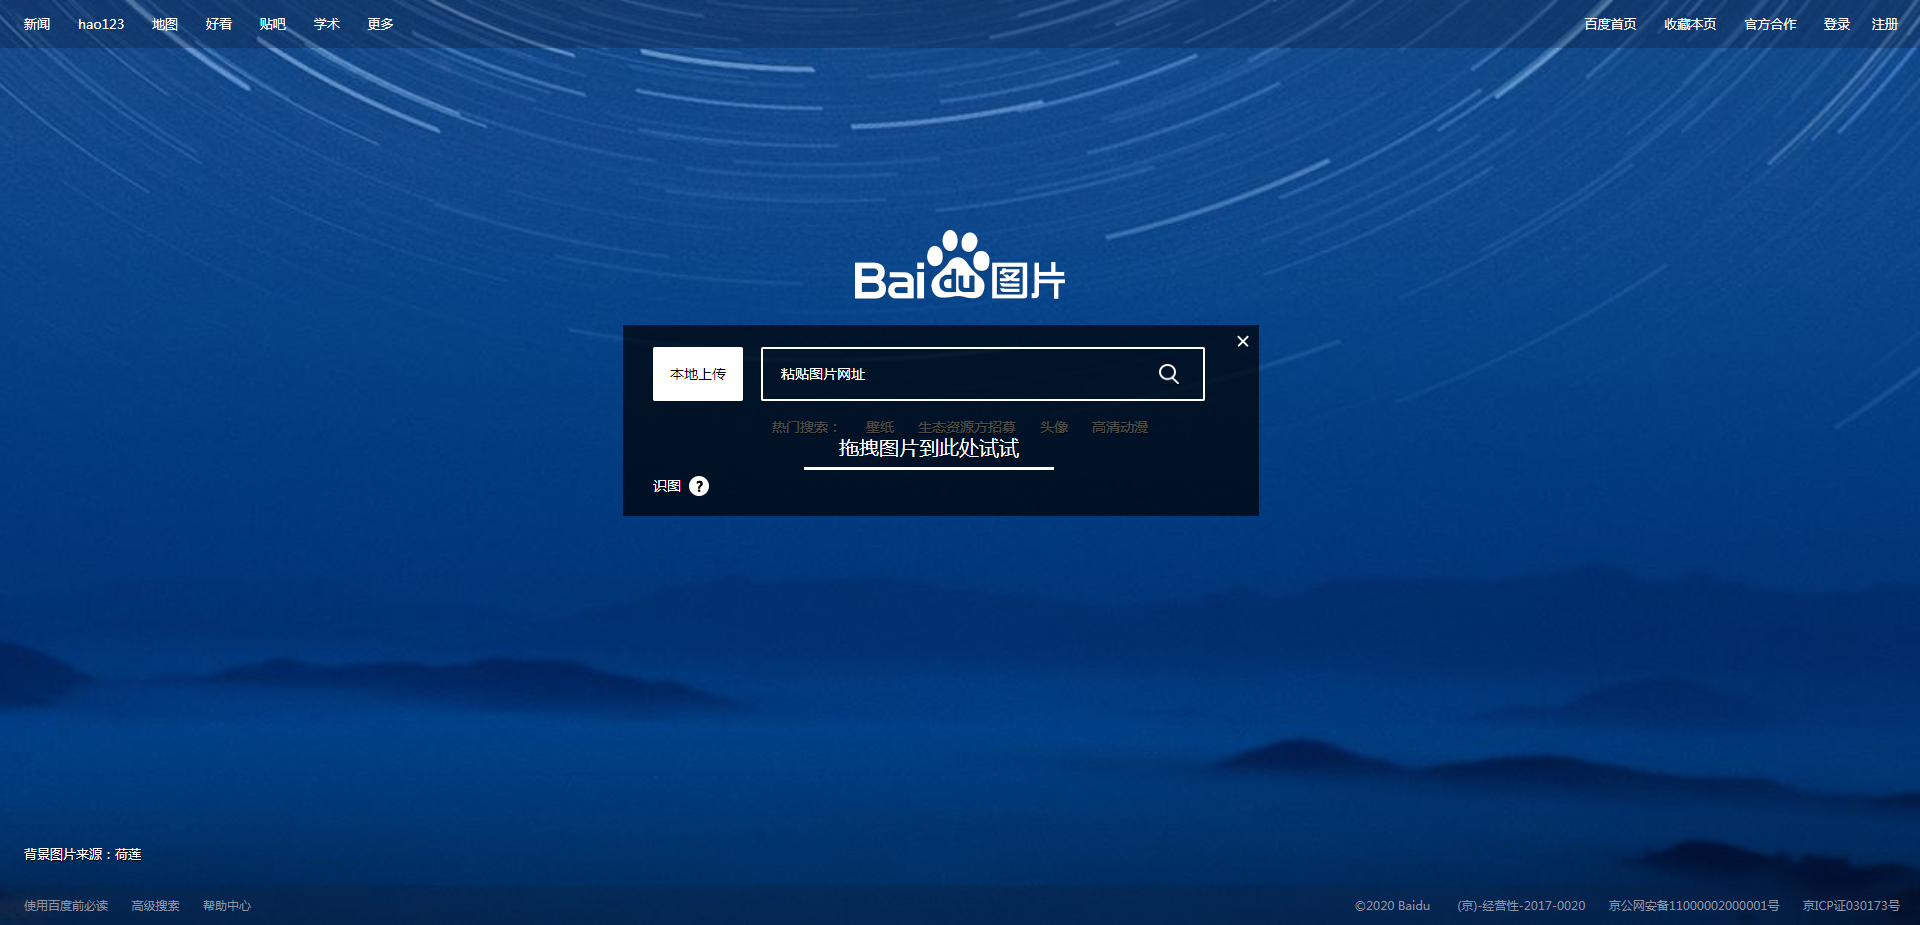 新闻 hao123 地图 好看 贴吧 学术 更多 百度首页 收藏本页 官方合作 登录 注册
Baidu图片
本地上传 粘贴图片网址
热门搜索： 壁纸 生态资源方招募 头像 高清动漫
拖拽图片到此处试试
识图 ?
背景图片来源：荷莲
使用百度前必读 高级搜索 帮助中心 ©2020 Baidu (京)-经营性-2017-0020 京公网安备11000002000001号 京ICP证030173号